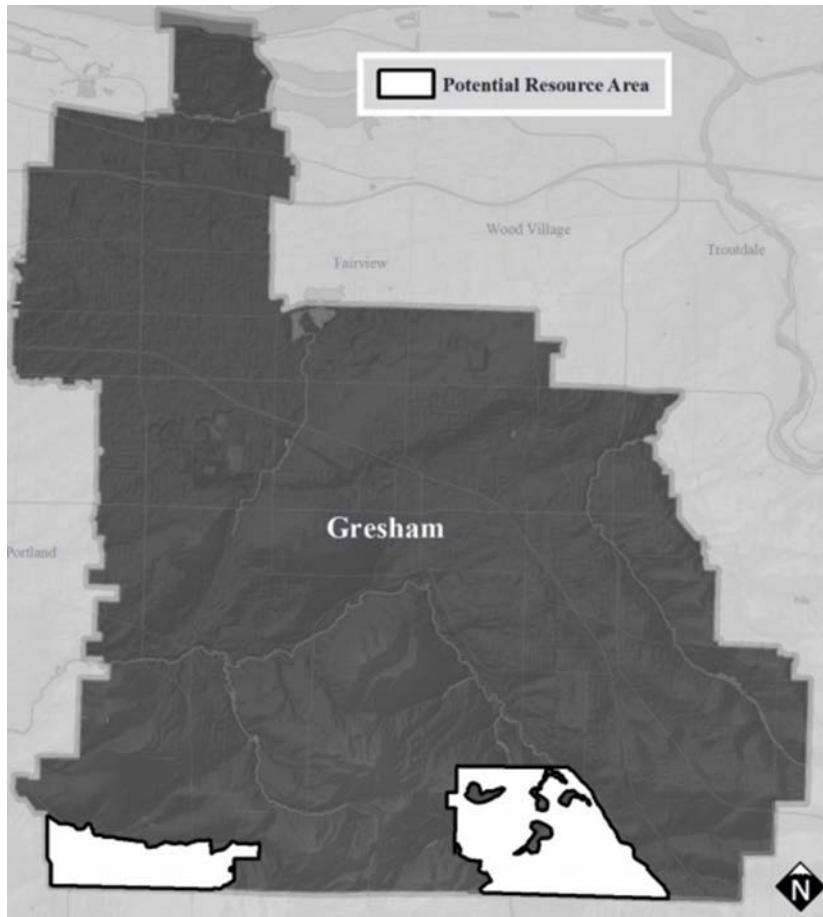 Potential Resource Area
Wood Village
Troutdale
Fairview
Gresham
Portland
N